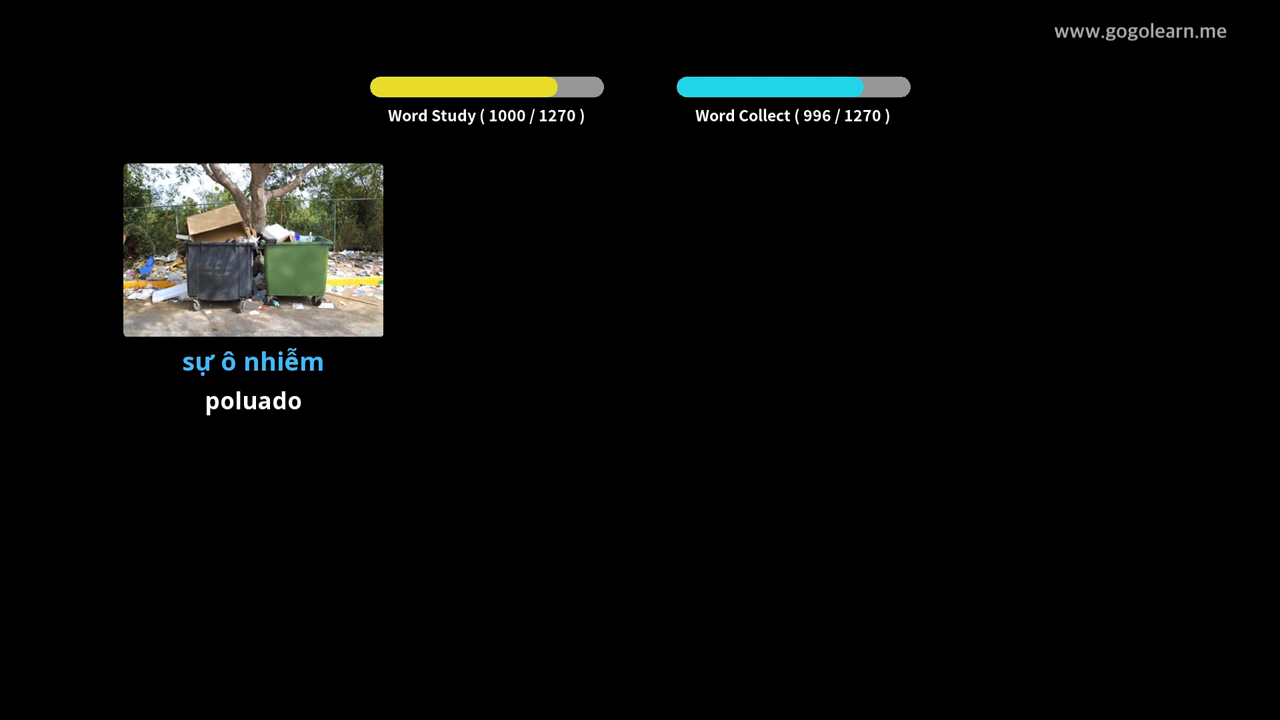 www.gogolearn.me
Word Study ( 1000 / 1270 )
Word Collect ( 996 / 1270 )
sự ô nhiễm
poluado